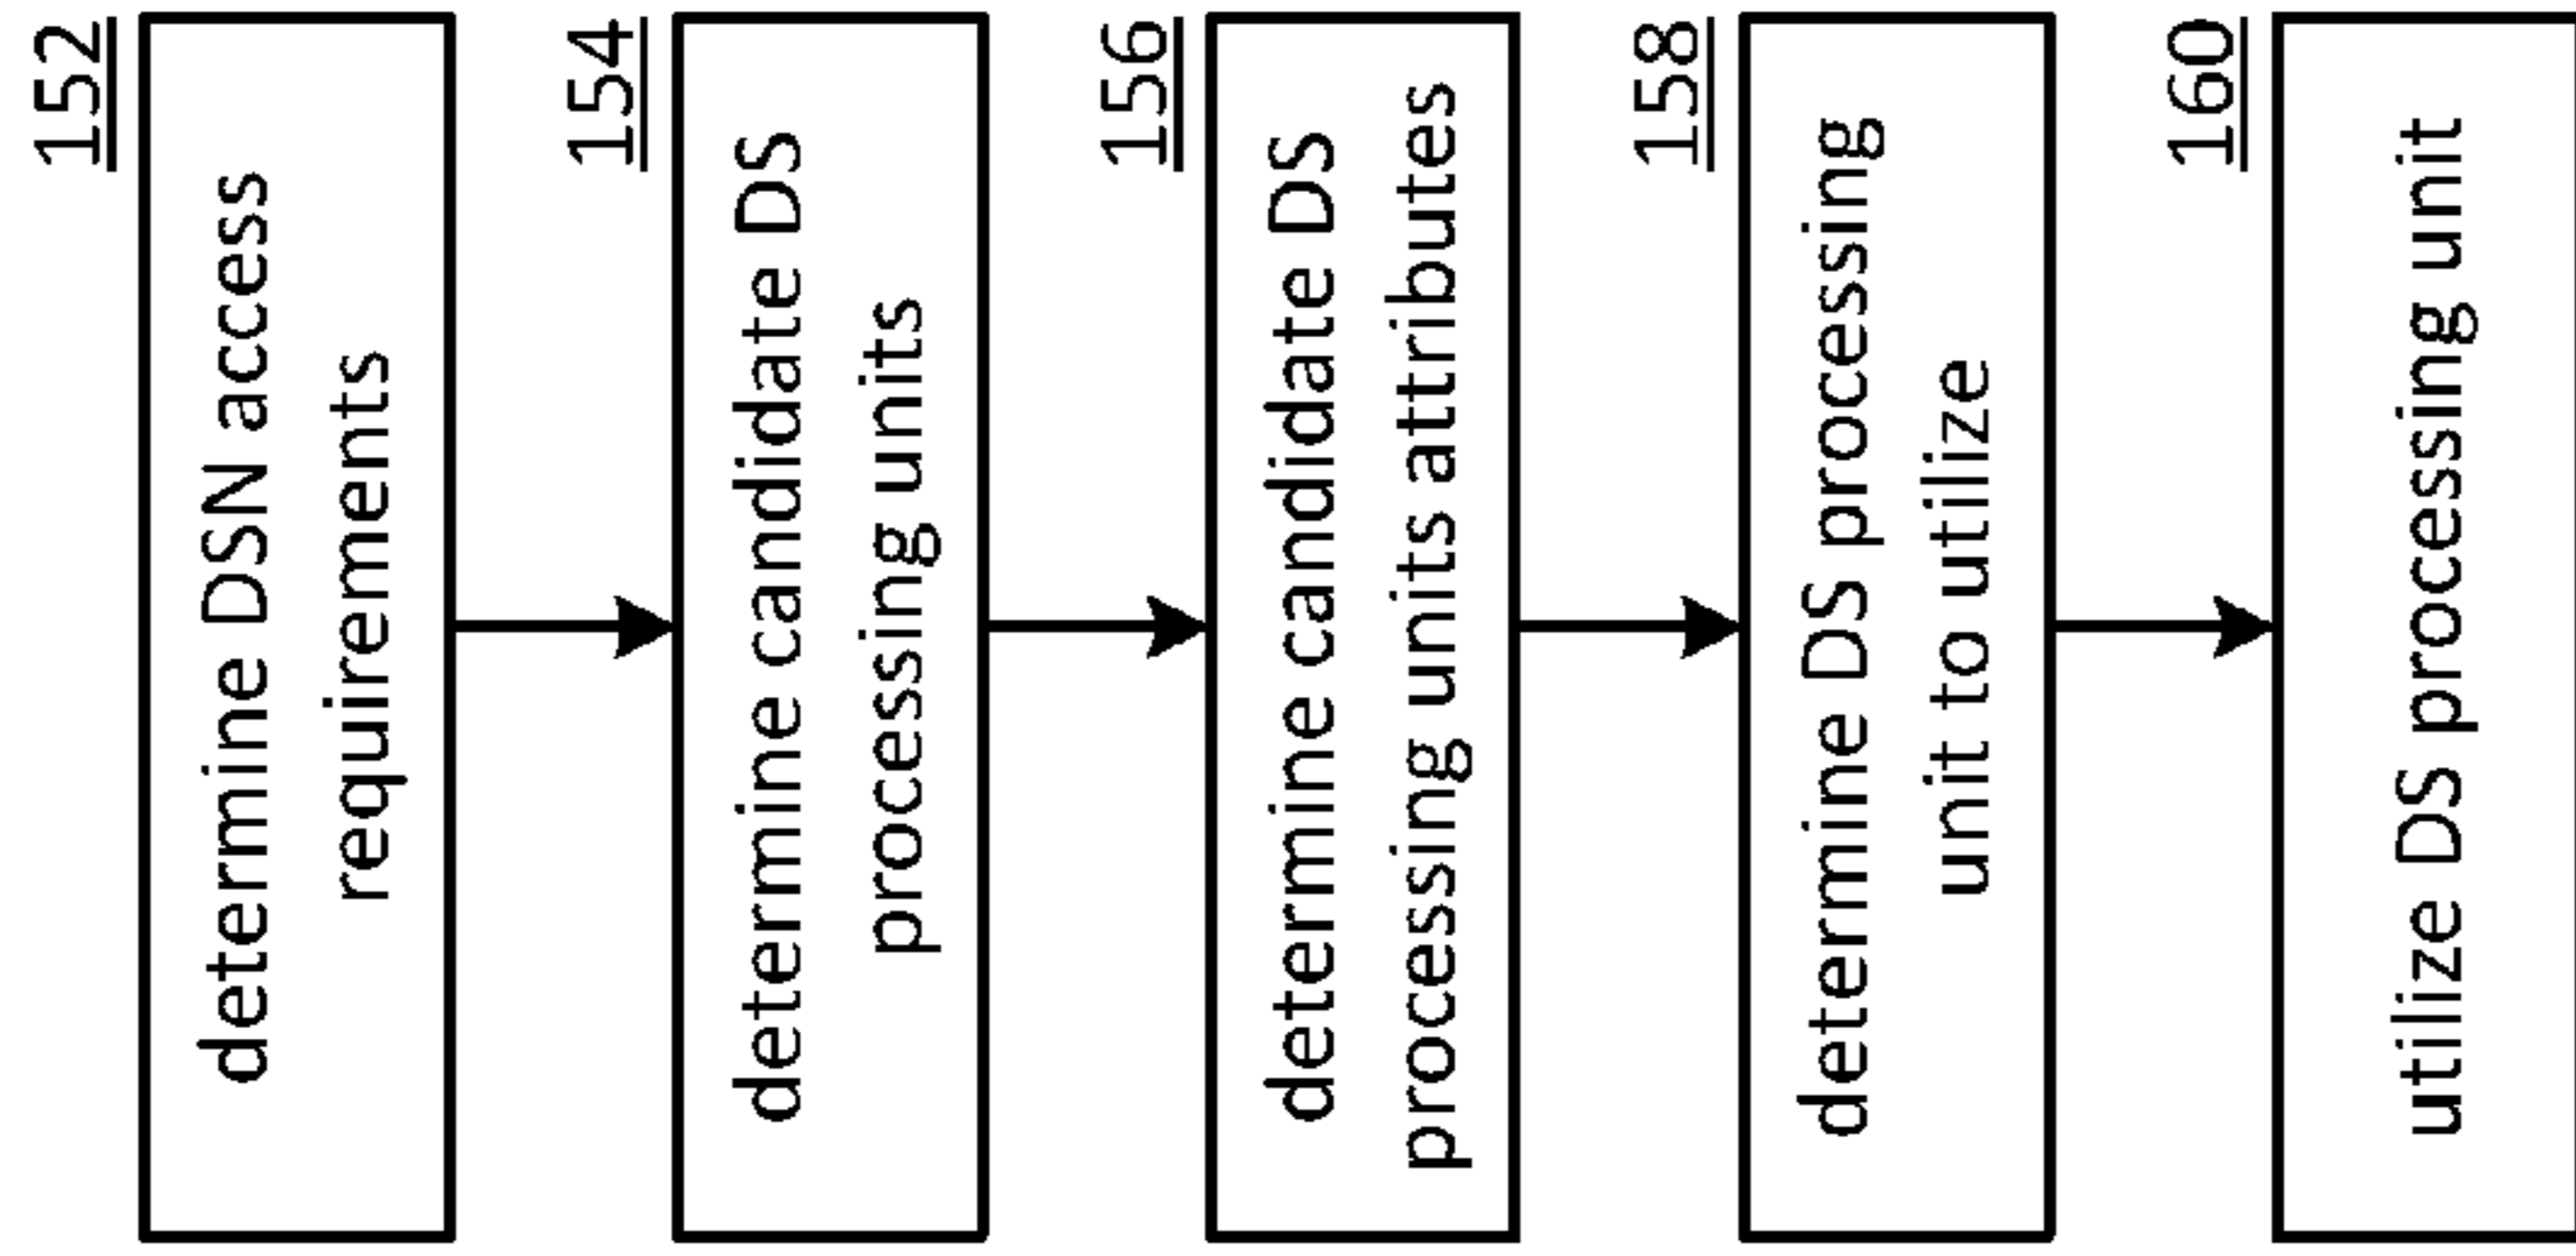 152
determine DSN access
requirements
154
determine candidate DS
processing units
156
determine candidate DS
processing units attributes
158
determine DS processing
unit to utilize
160
utilize DS processing unit